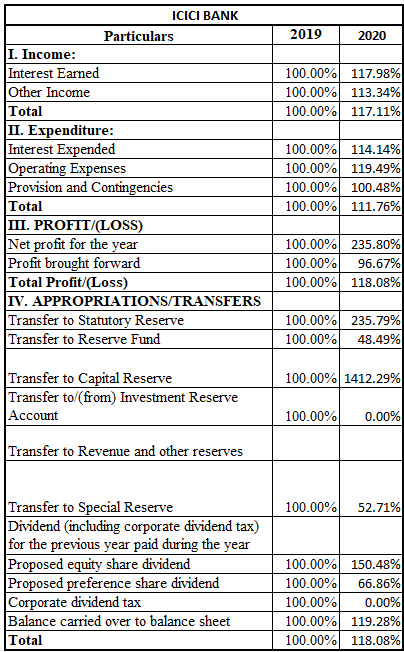 ICICI BANK
Particulars 2019 2020
I. Income:
Interest Earned 100.00% 117.98%
Other Income 100.00% 113.34%
Total 100.00% 117.11%
II. Expenditure:
Interest Expended 100.00% 114.14%
Operating Expenses 100.00% 119.49%
Provision and Contingencies 100.00% 100.48%
Total 100.00% 111.76%
III. PROFIT/(LOSS)
Net profit for the year 100.00% 235.80%
Profit brought forward 100.00% 96.67%
Total Profit/(Loss) 100.00% 118.08%
IV. APPROPRIATIONS/TRANSFERS
Transfer to Statutory Reserve 100.00% 235.79%
Transfer to Reserve Fund 100.00% 48.49%
Transfer to Capital Reserve 100.00% 1412.29%
Transfer to/(from) Investment Reserve
Account 100.00% 0.00%
Transfer to Revenue and other reserves
Transfer to Special Reserve 100.00% 52.71%
Dividend (including corporate dividend tax)
for the previous year paid during the year
Proposed equity share dividend 100.00% 150.48%
Proposed preference share dividend 100.00% 66.86%
Corporate dividend tax 100.00% 0.00%
Balance carried over to balance sheet 100.00% 119.28%
Total 100.00% 118.08%